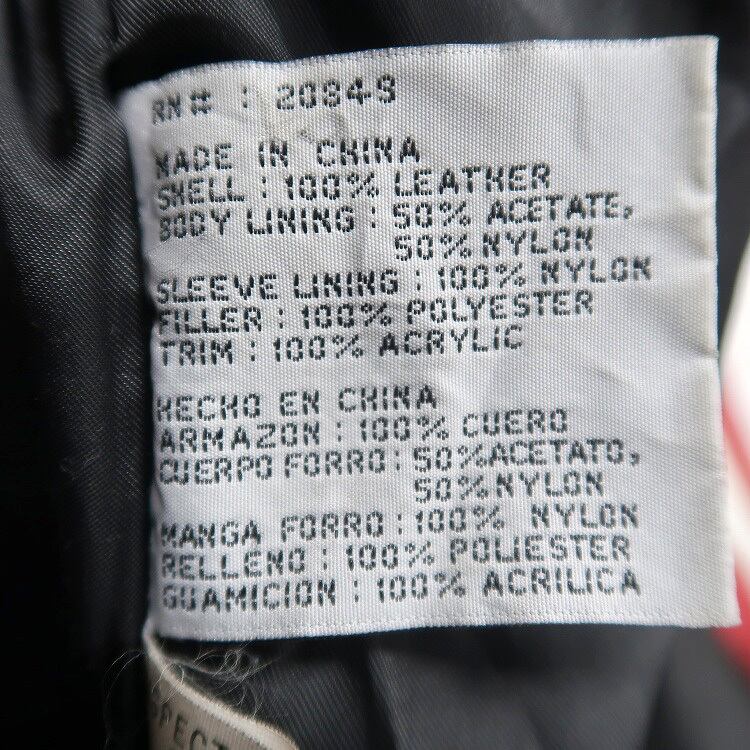 RN# : 20949
MADE IN CHINA
SHELL : 100% LEATHER
BODY LINING : 50% ACETATE,
50% NYLON
SLEEVE LINING : 100% NYLON
FILLER : 100% POLYESTER
TRIM : 100% ACRYLIC
HECHO EN CHINA
ARMAZON : 100% CUERO
CUERPO FORRO : 50% ACETATO,
50% NYLON
MANGA FORRO : 100% NYLON
RELLENO : 100% POLIESTER
GUAMICION : 100% ACRILICA